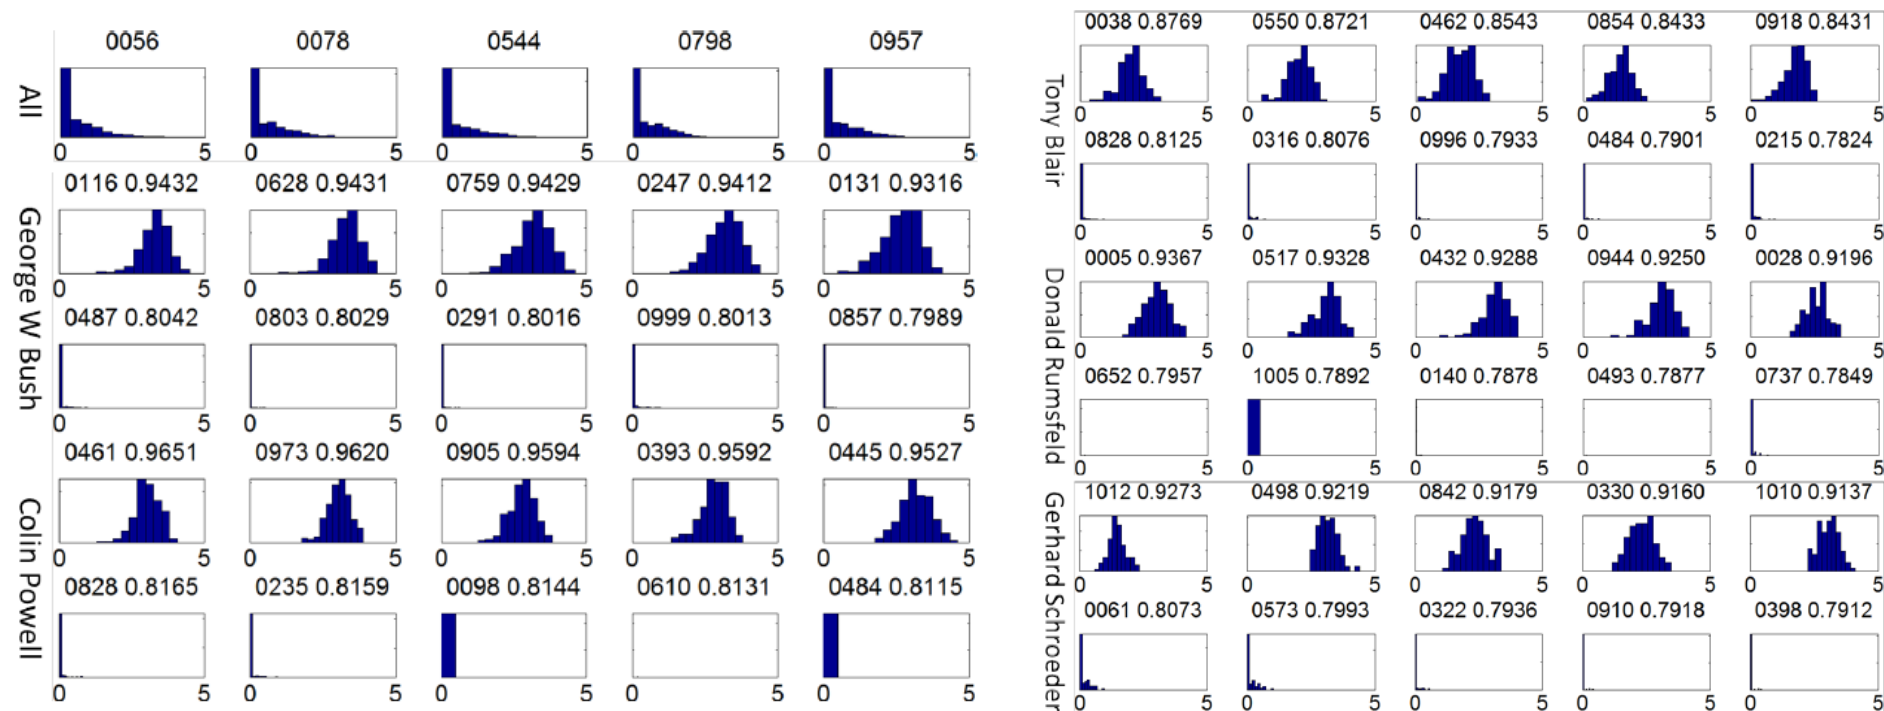 All
0056 0078 0544 0798 0957
0 5 0 5 0 5 0 5 0 5
George W Bush
0116 0.9432 0628 0.9431 0759 0.9429 0247 0.9412 0131 0.9316
0 5 0 5 0 5 0 5 0 5
0487 0.8042 0803 0.8029 0291 0.8016 0999 0.8013 0857 0.7989
0 5 0 5 0 5 0 5 0 5
Colin Powell
0461 0.9651 0973 0.9620 0905 0.9594 0393 0.9592 0445 0.9527
0 5 0 5 0 5 0 5 0 5
0828 0.8165 0235 0.8159 0098 0.8144 0610 0.8131 0484 0.8115
0 5 0 5 0 5 0 5 0 5
Tony Blair
0038 0.8769 0550 0.8721 0462 0.8543 0854 0.8433 0918 0.8431
0 5 0 5 0 5 0 5 0 5
0828 0.8125 0316 0.8076 0996 0.7933 0484 0.7901 0215 0.7824
0 5 0 5 0 5 0 5 0 5
Donald Rumsfeld
0005 0.9367 0517 0.9328 0432 0.9288 0944 0.9250 0028 0.9196
0 5 0 5 0 5 0 5 0 5
0652 0.7957 1005 0.7892 0140 0.7878 0493 0.7877 0737 0.7849
0 5 0 5 0 5 0 5 0 5
Gerhard Schroeder
1012 0.9273 0498 0.9219 0842 0.9179 0330 0.9160 1010 0.9137
0 5 0 5 0 5 0 5 0 5
0061 0.8073 0573 0.7993 0322 0.7936 0910 0.7918 0398 0.7912
0 5 0 5 0 5 0 5 0 5